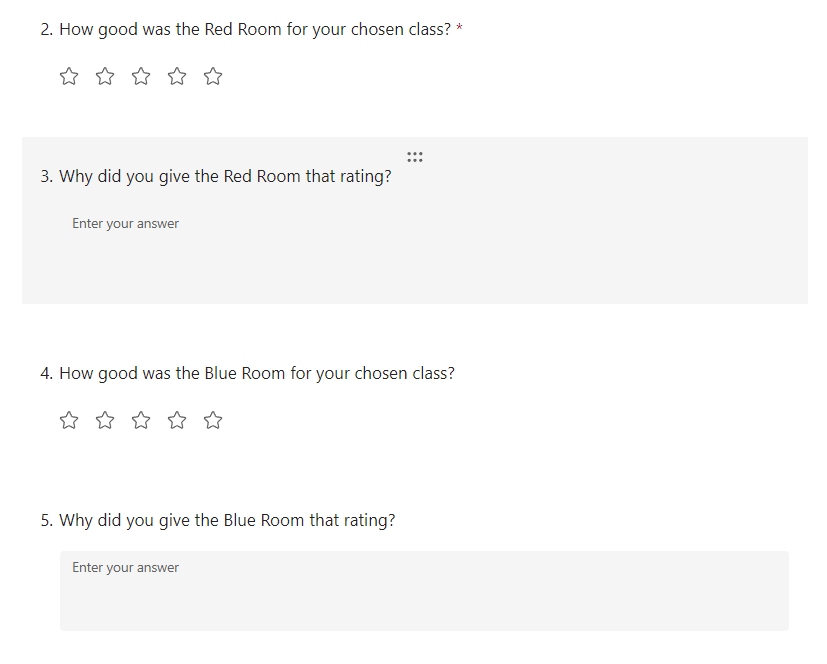 2. How good was the Red Room for your chosen class? *
3. Why did you give the Red Room that rating?
Enter your answer
4. How good was the Blue Room for your chosen class?
5. Why did you give the Blue Room that rating?
Enter your answer